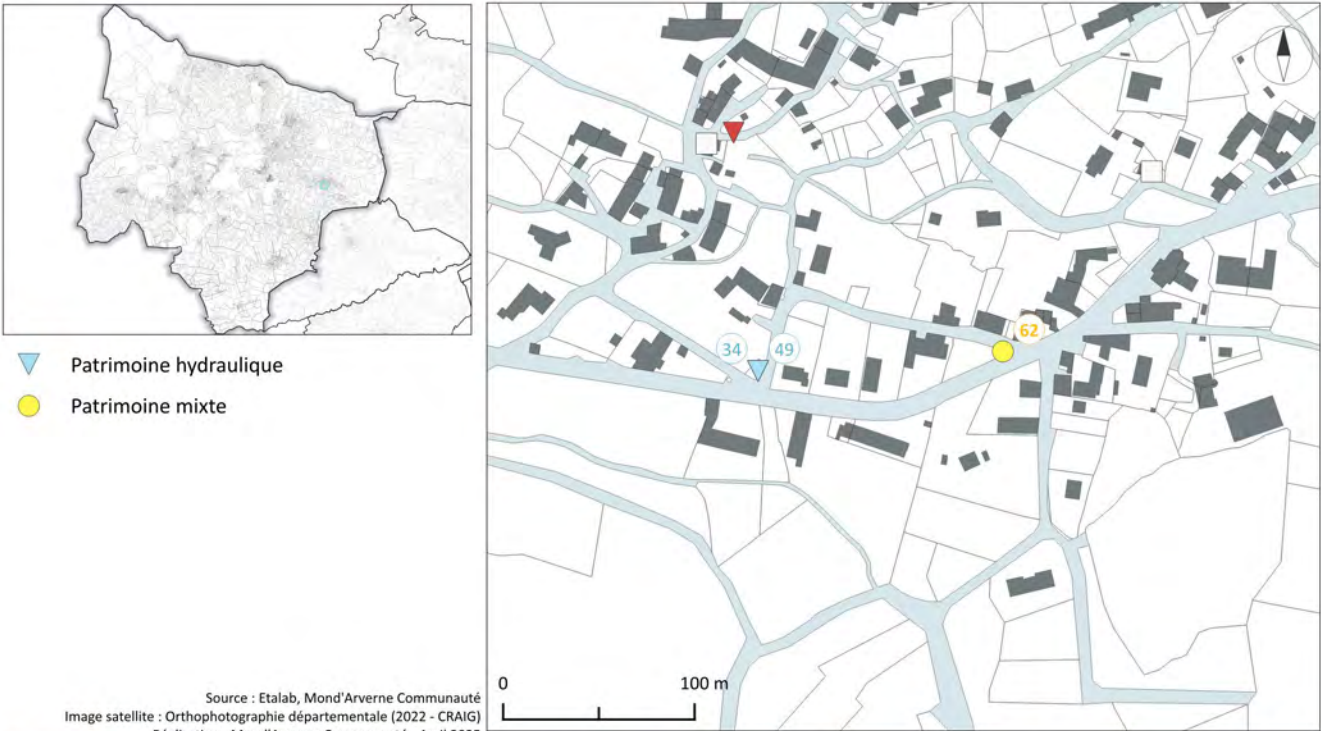 Patrimoine hydraulique
Patrimoine mixte
Source : Etalab, Mond'Arverne Communauté
Image satellite : Orthophotographie départementale (2022 - CRAIG)
34
49
62
0
100 m